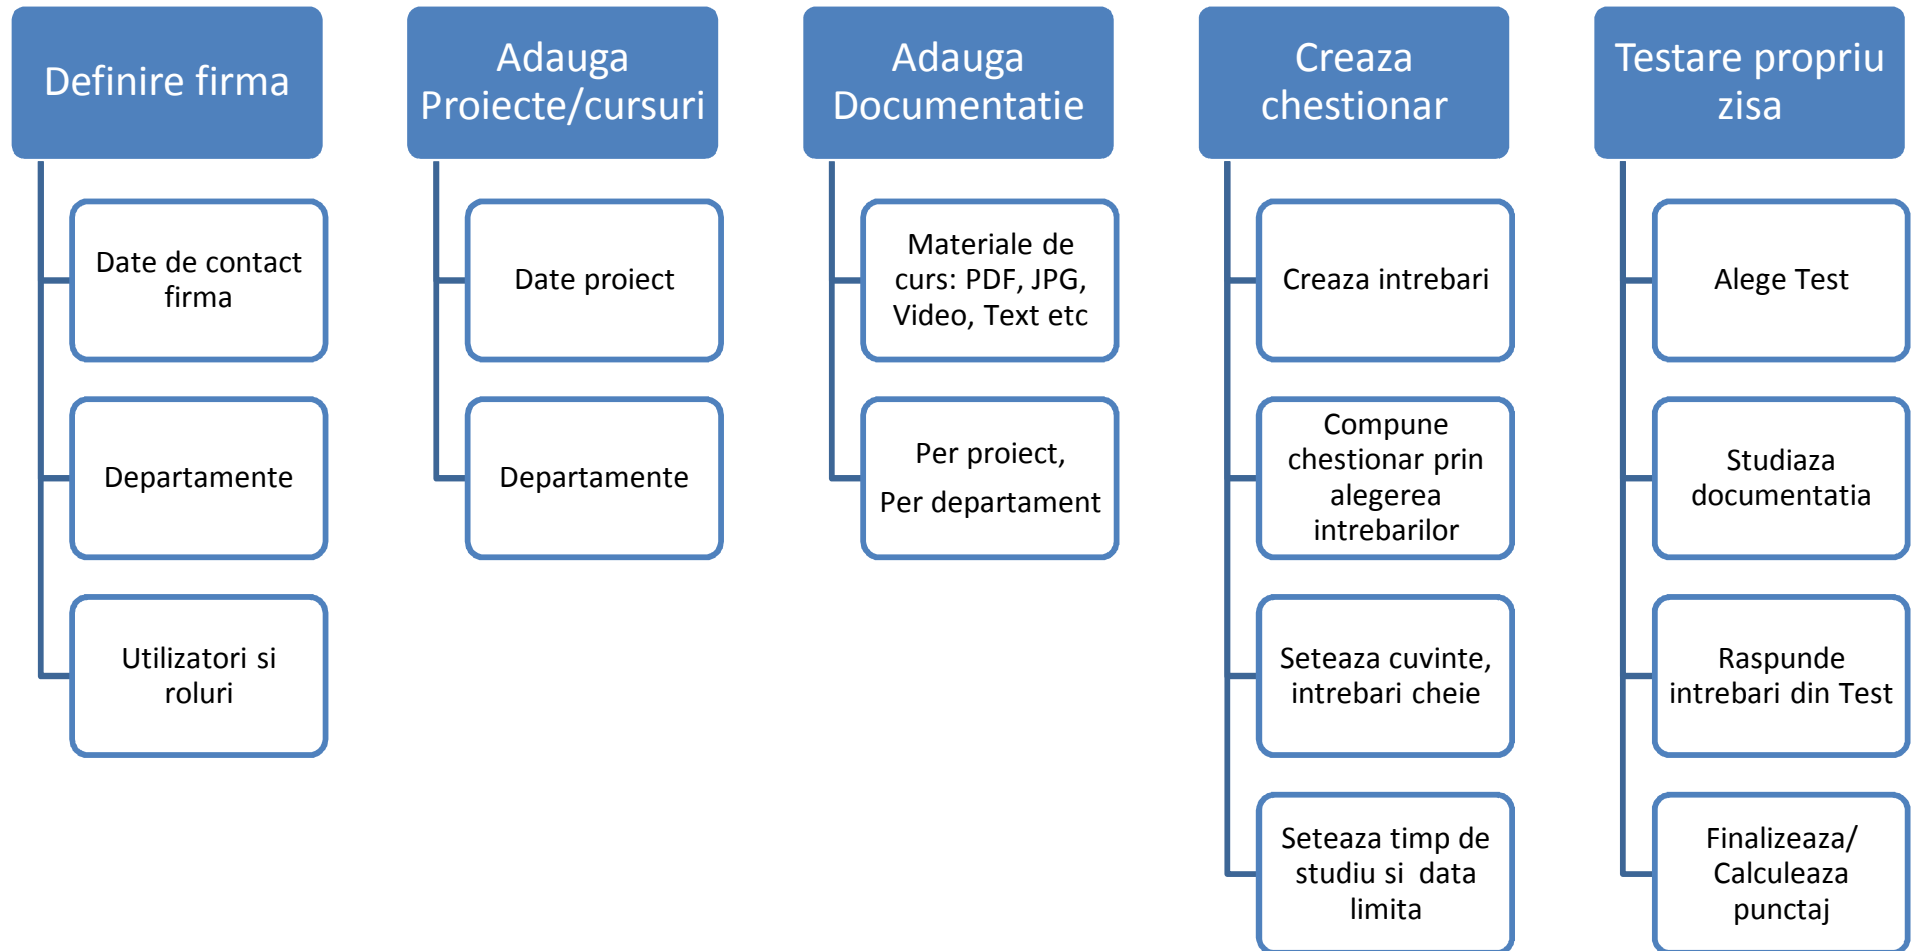 Definire firma
Date de contact
firma
Departamente
Utilizatori si
roluri
Adauga
Proiecte/cursuri
Date proiect
Departamente
Adauga
Documentatie
Materiale de
curs: PDF, JPG,
Video, Text etc
Per proiect,
Per departament
Creaza
chestionar
Creaza intrebari
Compune
chestionar prin
alegerea
intrebarilor
Seteaza cuvinte,
intrebari cheie
Seteaza timp de
studiu si data
limita
Testare propriu
zisa
Alege Test
Studiaza
documentatia
Raspunde
intrebari din Test
Finalizeaza/
Calculeaza
punctaj